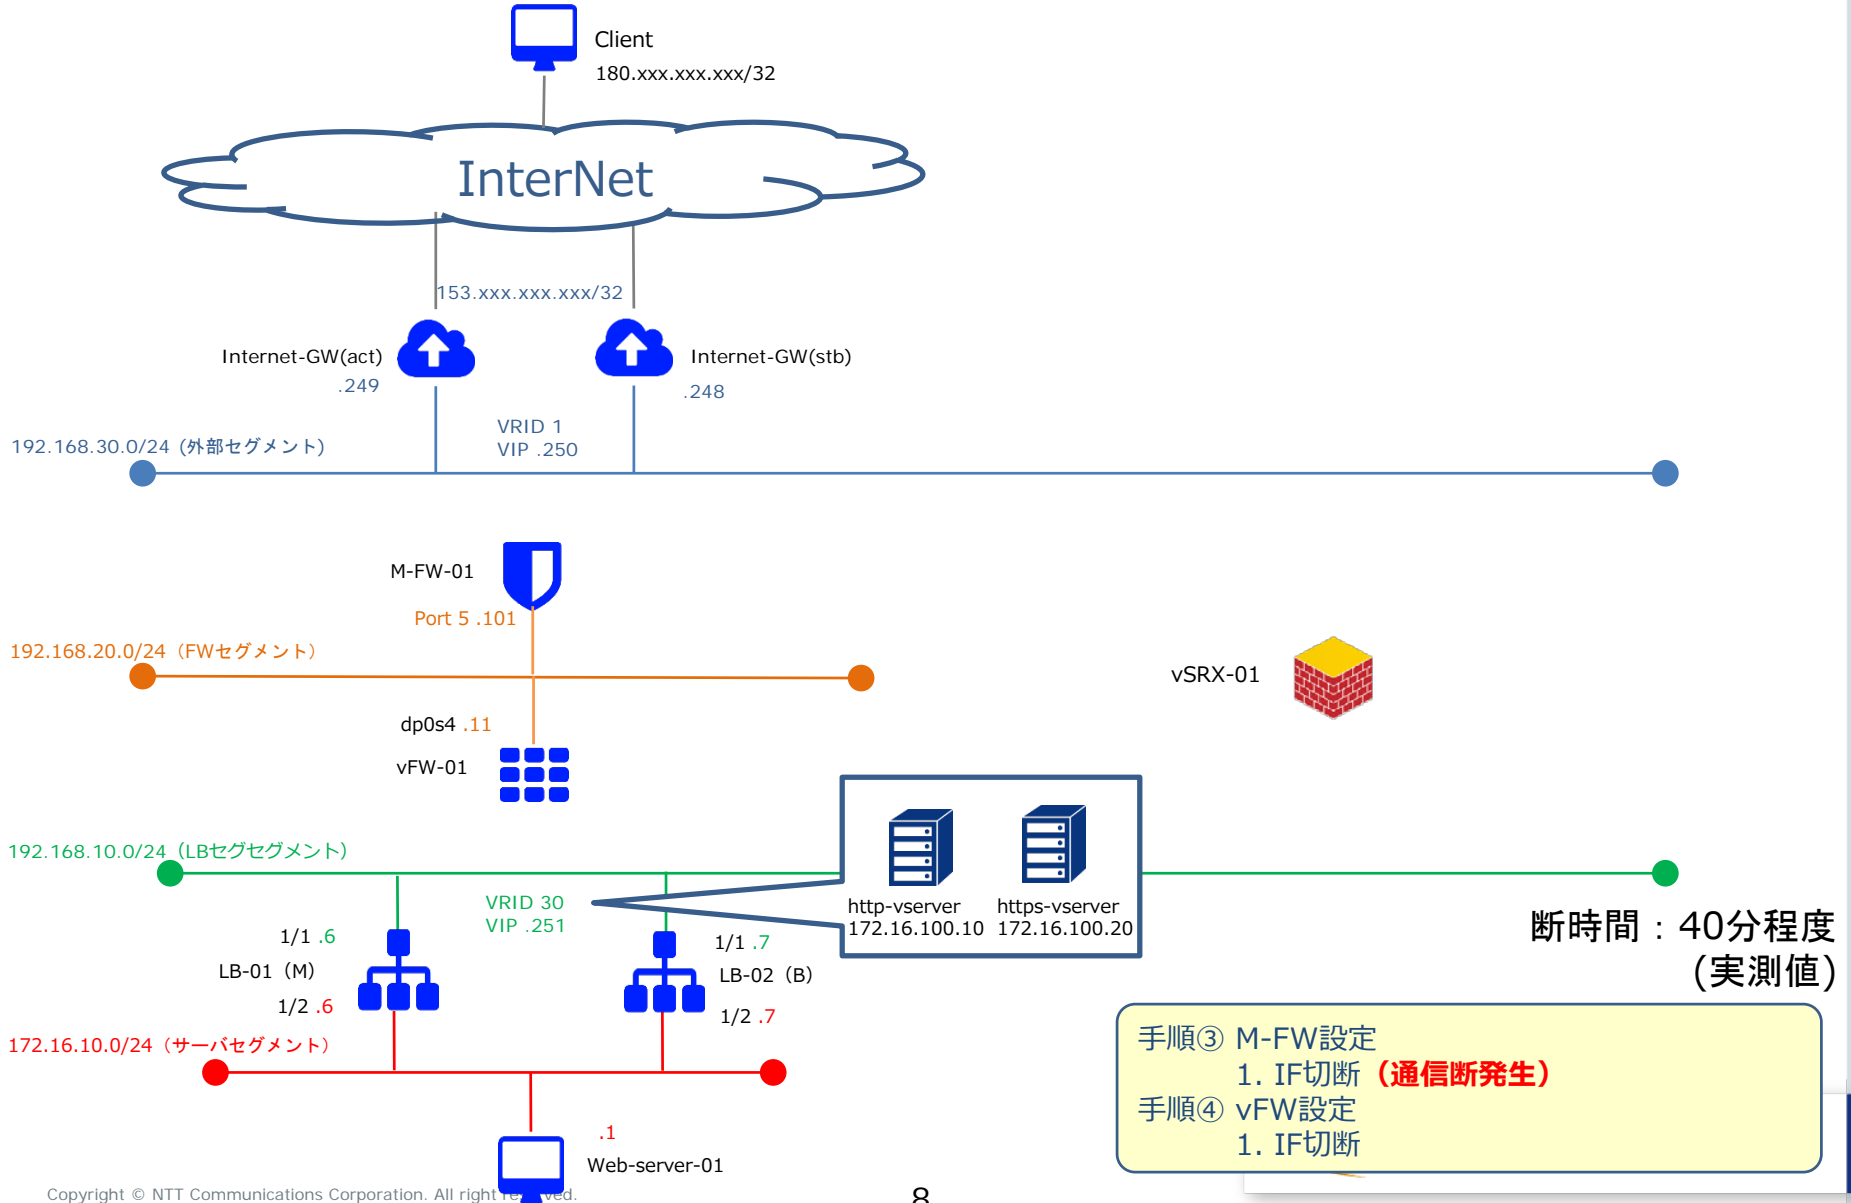 Client
180.xxx.xxx.xxx/32
InterNet
153.xxx.xxx.xxx/32
Internet-GW(act)
.249
Internet-GW(stb)
.248
VRID 1
VIP .250
192.168.30.0/24 (外部セグメント)
M-FW-01
Port 5 .101
192.168.20.0/24（FWセグメント）
vSRX-01
dp0s4 .11
vFW-01
192.168.10.0/24（LBセグセグメント）
VRID 30
VIP .251
http-vserver
172.16.100.10
https-vserver
172.16.100.20
1/1 .6
LB-01（M）
1/2 .6
1/1 .7
LB-02（B）
1/2 .7
断時間：40分程度
(実測値)
172.16.10.0/24（サーバセグメント）
手順③ M-FW設定
1. IF切断（通信断発生）
手順④ vFW設定
1. IF切断
.1
Web-server-01
Copyright © NTT Communications Corporation. All right
8